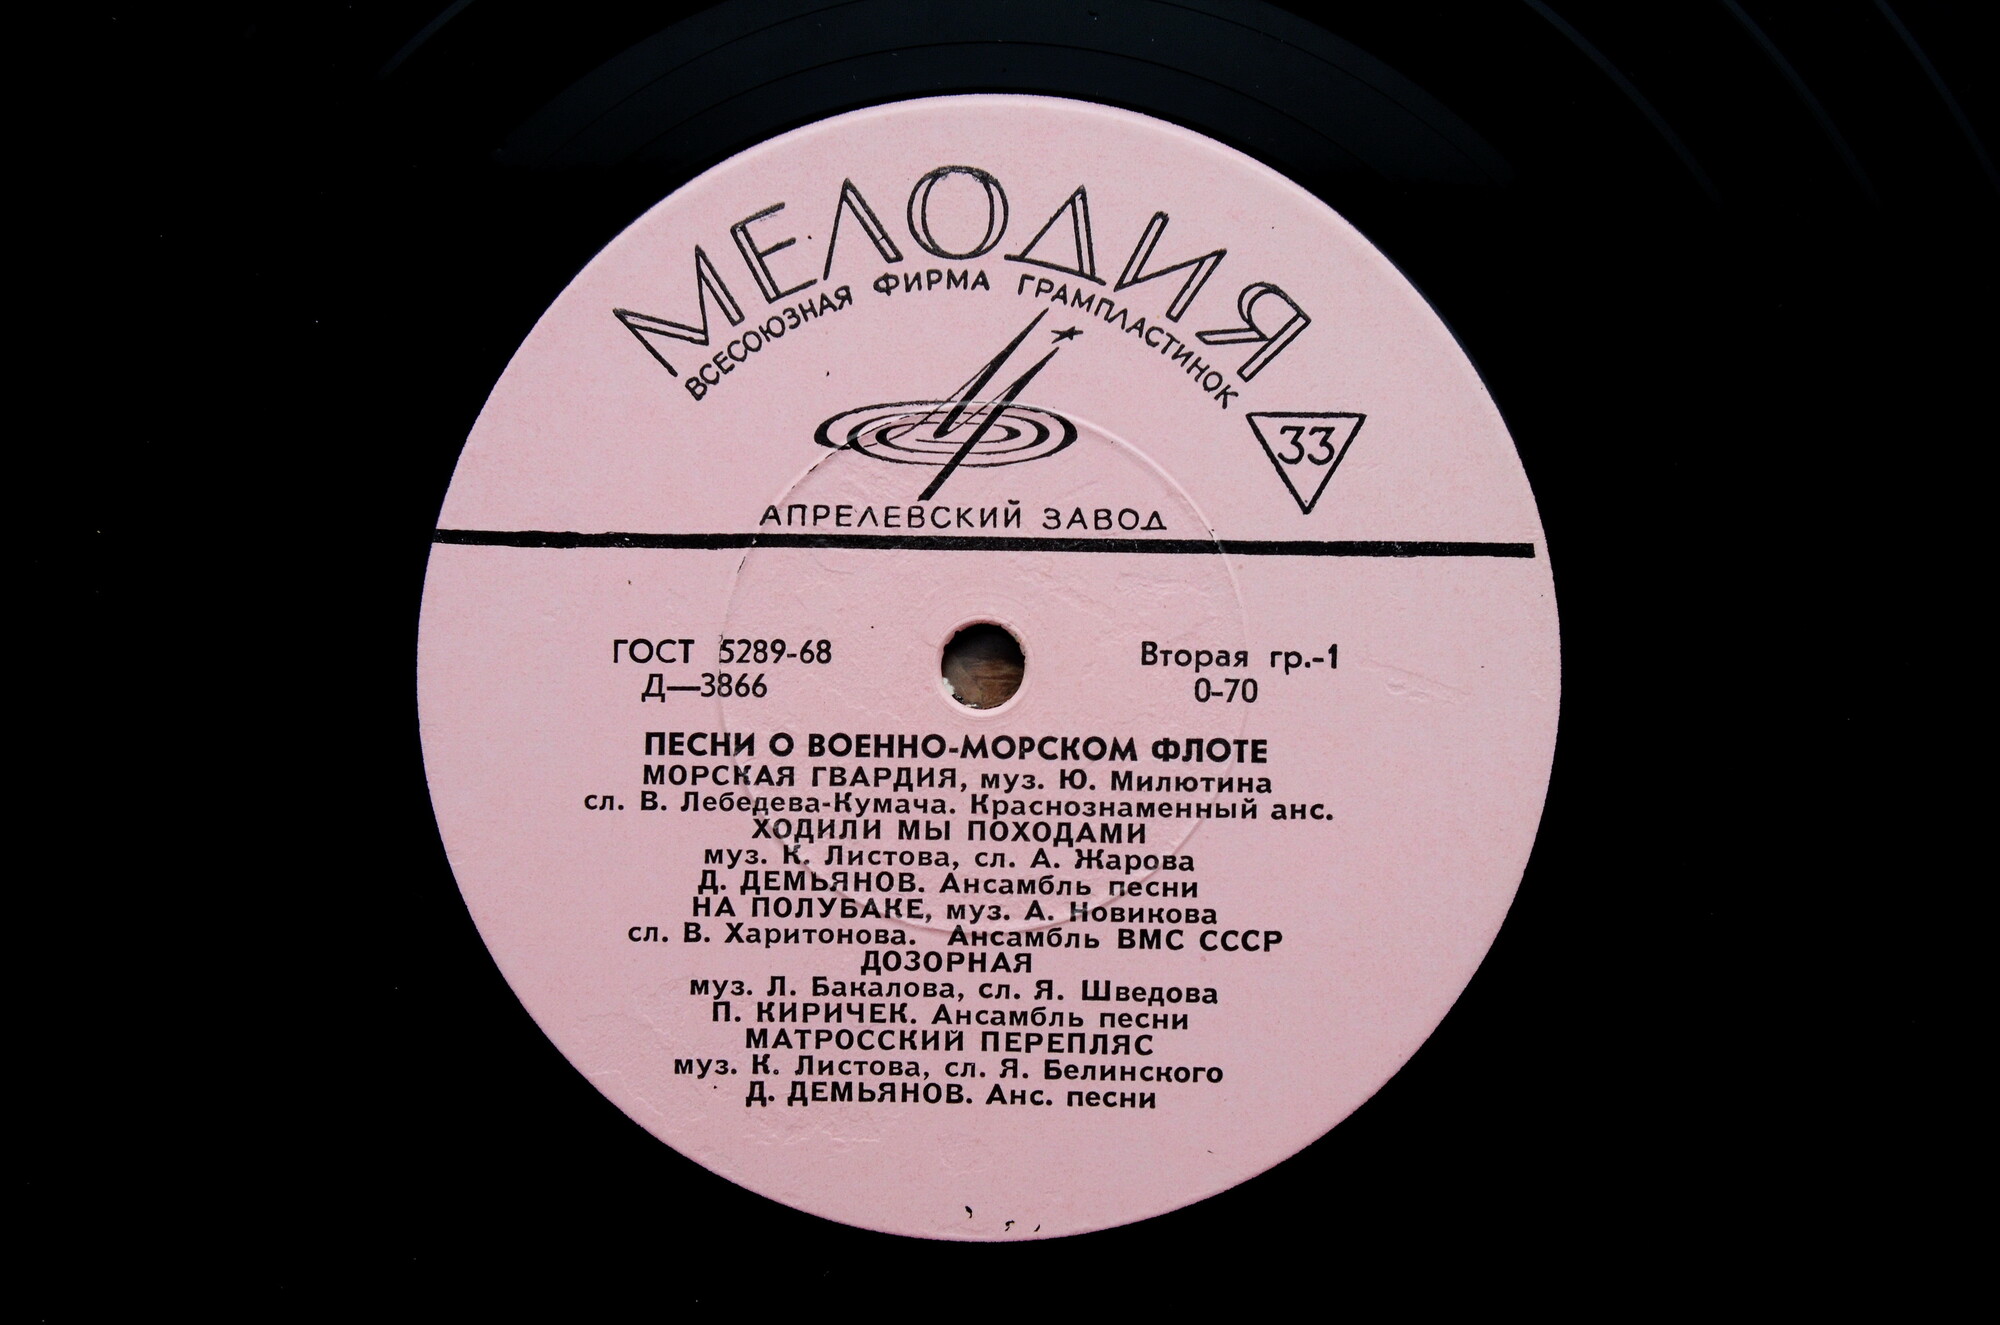 МЕЛОДИЯ
ВСЕСОЮЗНАЯ ФИРМА ГРАМПЛАСТИНОК
33
АПРЕЛЕВСКИЙ ЗАВОД
ГОСТ 5289-68
Д—3866
Вторая гр.-1
0-70
ПЕСНИ О ВОЕННО-МОРСКОМ ФЛОТЕ
МОРСКАЯ ГВАРДИЯ, муз. Ю. Милютина
сл. В. Лебедева-Кумача. Краснознаменный анс.
ХОДИЛИ МЫ ПОХОДАМИ
муз. К. Листова, сл. А. Жарова
Д. ДЕМЬЯНОВ. Ансамбль песни
НА ПОЛУБАКЕ, муз. А. Новикова
сл. В. Харитонова. Ансамбль ВМС СССР
ДОЗОРНАЯ
муз. Л. Бакалова, сл. Я. Шведова
П. КИРИЧЕК. Ансамбль песни
МАТРОССКИЙ ПЕРЕПЛЯС
муз. К. Листова, сл. Я. Белинского
Д. ДЕМЬЯНОВ. Анс. песни